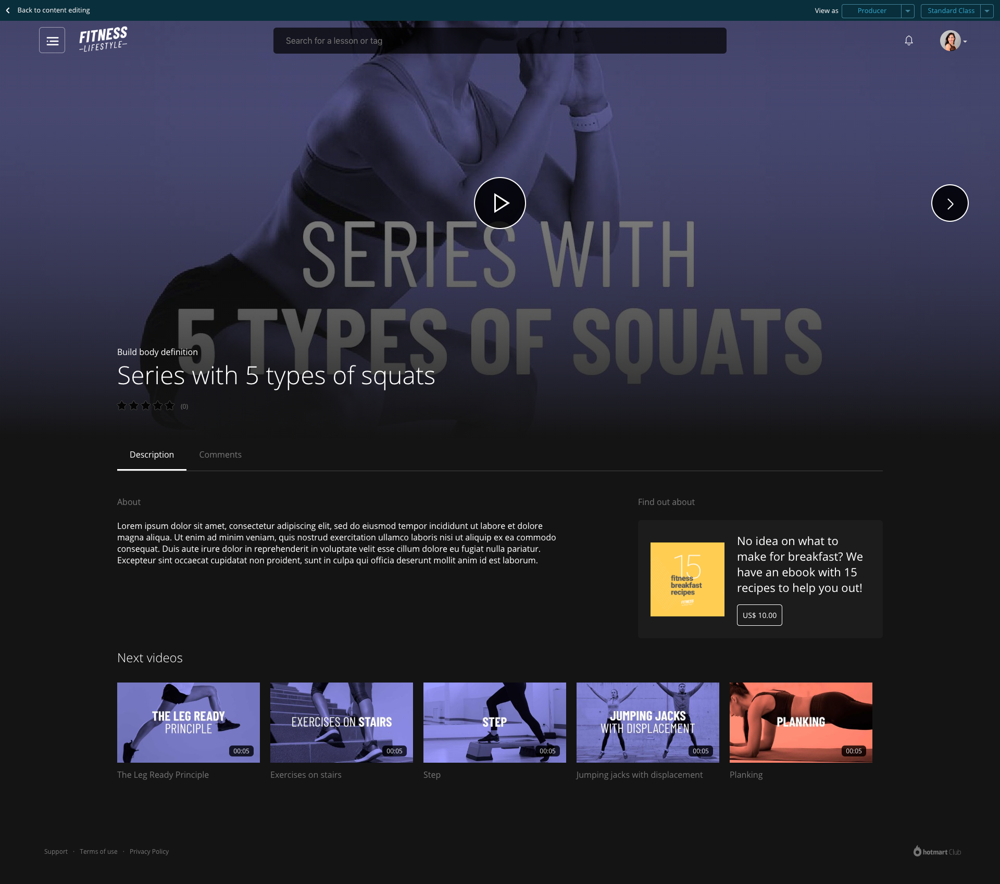 Back to content editing
View as
Producer
Standard Class
FITNESS
LIFESTYLE
Search for a lesson or tag
SERIES WITH
5 TYPES OF SQUATS
Build body definition
Series with 5 types of squats
(0)
Description
Comments
About
Lorem ipsum dolor sit amet, consectetur adipiscing elit, sed do eiusmod tempor incididunt ut labore et dolore
magna aliqua. Ut enim ad minim veniam, quis nostrud exercitation ullamco laboris nisi ut aliquip ex ea commodo
consequat. Duis aute irure dolor in reprehenderit in voluptate velit esse cillum dolore eu fugiat nulla pariatur.
Excepteur sint occaecat cupidatat non proident, sunt in culpa qui officia deserunt mollit anim id est laborum.
Find out about
15
fitness
breakfast
recipes
FITNESS
No idea on what to
make for breakfast? We
have an ebook with 15
recipes to help you out!
US$ 10.00
Next videos
THE LEG READY
PRINCIPLE
00:05
The Leg Ready Principle
EXERCISES ON STAIRS
00:05
Exercises on stairs
STEP
00:05
Step
JUMPING JACKS
WITH DISPLACEMENT
00:05
Jumping jacks with displacement
PLANKING
00:05
Planking
Support · Terms of use · Privacy Policy
hotmart Club